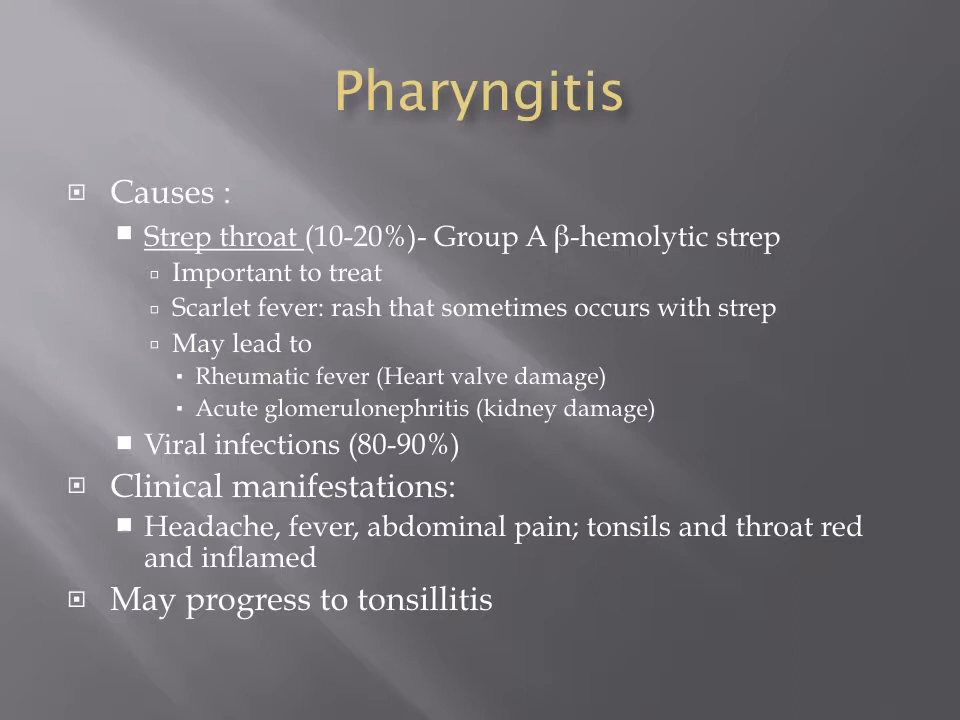 Pharyngitis
Causes :
Strep throat (10-20%)- Group A β-hemolytic strep
Important to treat
Scarlet fever: rash that sometimes occurs with strep
May lead to
Rheumatic fever (Heart valve damage)
Acute glomerulonephritis (kidney damage)
Viral infections (80-90%)
Clinical manifestations:
Headache, fever, abdominal pain; tonsils and throat red
and inflamed
May progress to tonsillitis